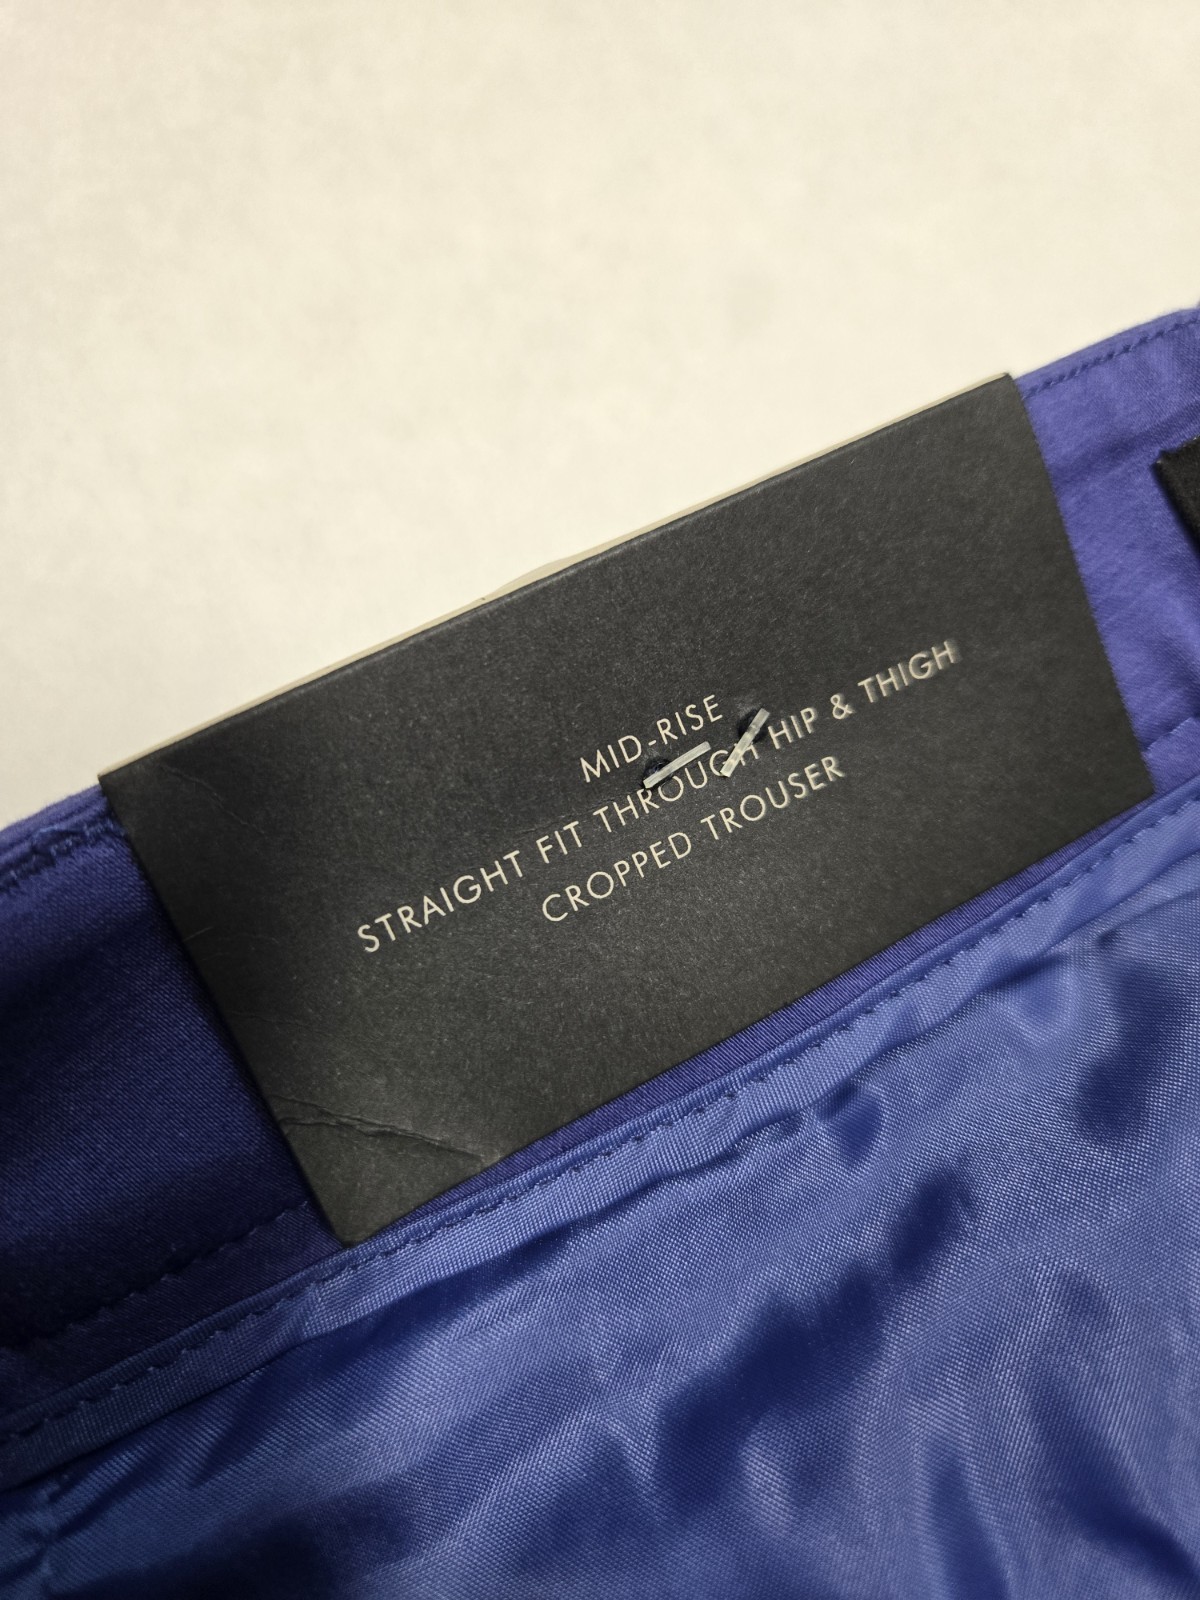 MID-RISE
STRAIGHT FIT THROUGH HIP & THIGH
CROPPED TROUSER